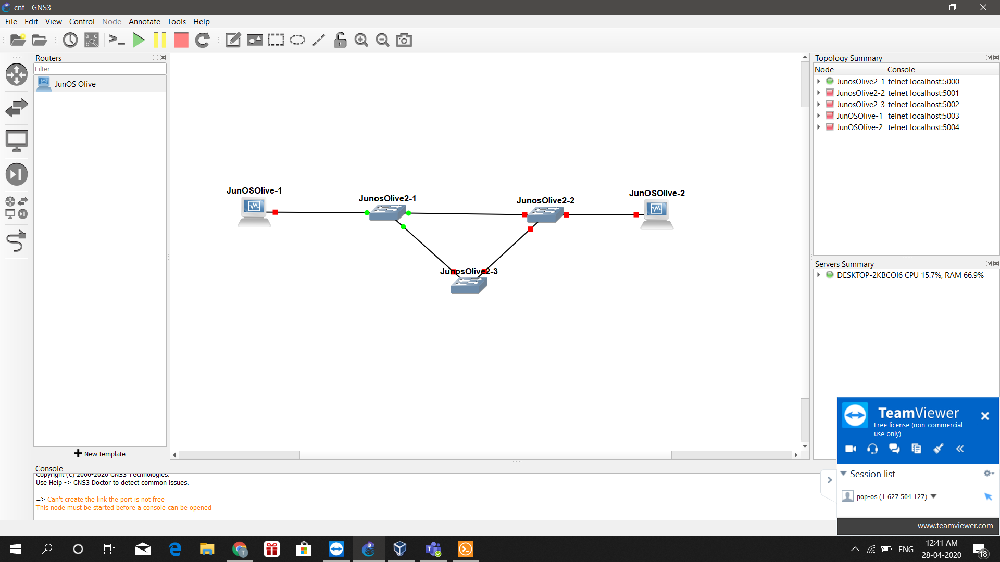 cnf - GNS3
File Edit View Control Node Annotate Tools Help
Routers
Filter
JunOS Olive
New template
JunOSOlive-1
JunosOlive2-1
JunosOlive2-2
JunOSOlive-2
JunosOlive2-3
Topology Summary
Node Console
JunosOlive2-1 telnet localhost:5000
JunosOlive2-2 telnet localhost:5001
JunosOlive2-3 telnet localhost:5002
JunOSOlive-1 telnet localhost:5003
JunOSOlive-2 telnet localhost:5004
Servers Summary
DESKTOP-2KBCOI6 CPU 15.7%, RAM 66.9%
Console
Copyright (c) 2006-2020 GNS3 Technologies.
Use Help -> GNS3 Doctor to detect common issues.
=> Can't create the link the port is not free
This node must be started before a console can be opened
TeamViewer
Free license (non-commercial
use only)
Session list
pop-os (1 627 504 127)
www.teamviewer.com
ENG
12:41 AM
28-04-2020
18